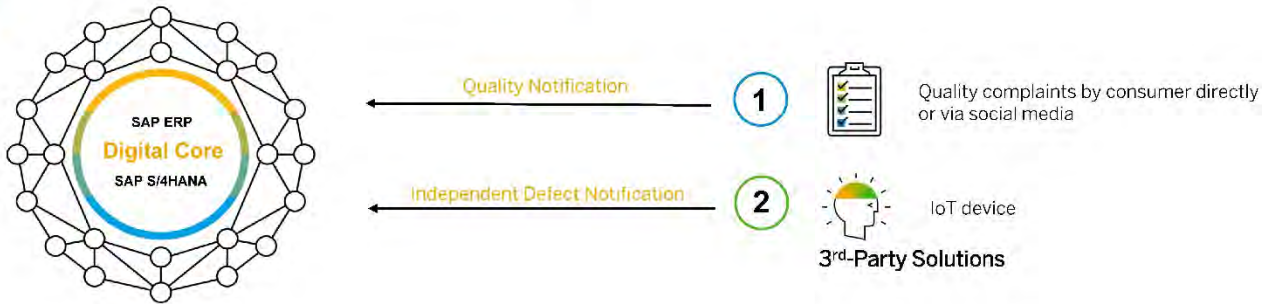 SAP ERP
Digital Core
SAP S/4HANA
Quality Notification
1
Quality complaints by consumer directly
or via social media
Independent Defect Notification
2
IoT device
3rd-Party Solutions